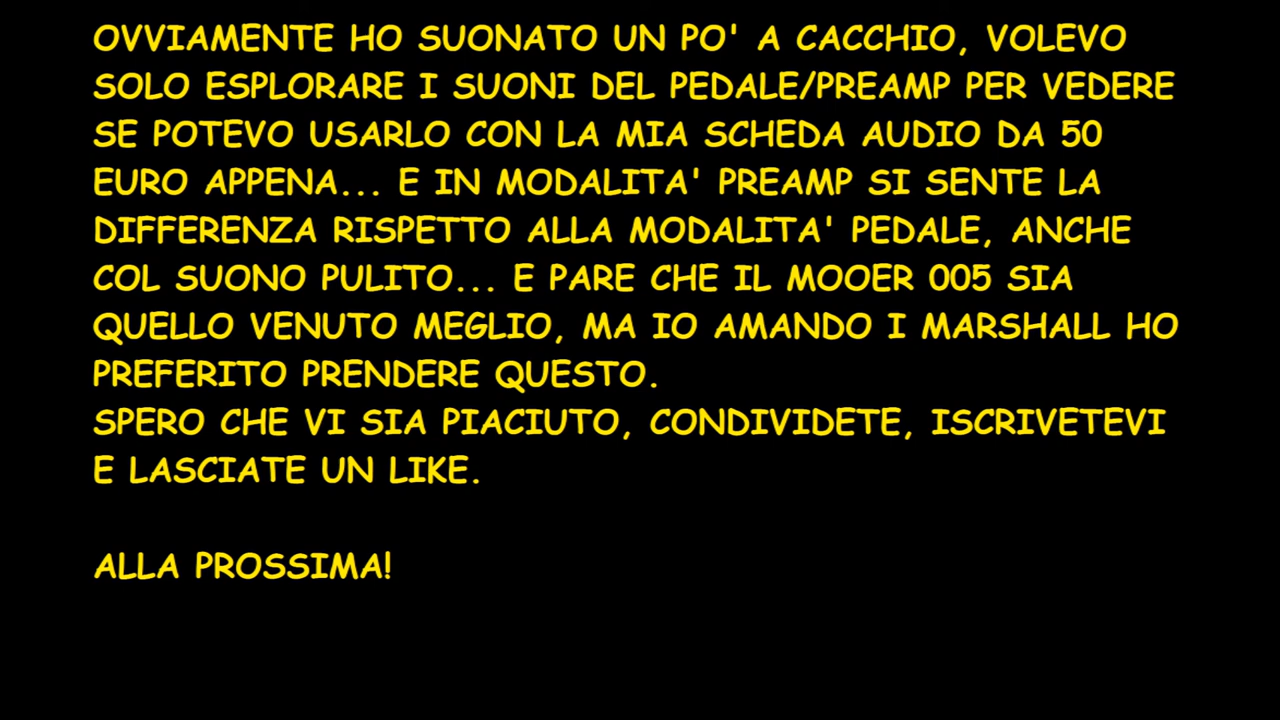 OVVIAMENTE HO SUONATO UN PO' A CACCHIO, VOLEVO
SOLO ESPLORARE I SUONI DEL PEDALE/PREAMP PER VEDERE
SE POTEVO USARLO CON LA MIA SCHEDA AUDIO DA 50
EURO APPENA... E IN MODALITA' PREAMP SI SENTE LA
DIFFERENZA RISPETTO ALLA MODALITA' PEDALE, ANCHE
COL SUONO PULITO... E PARE CHE IL MOOER 005 SIA
QUELLO VENUTO MEGLIO, MA IO AMANDO I MARSHALL HO
PREFERITO PRENDERE QUESTO.
SPERO CHE VI SIA PIACIUTO, CONDIVIDETE, ISCRIVETEVI
E LASCIATE UN LIKE.
ALLA PROSSIMA!